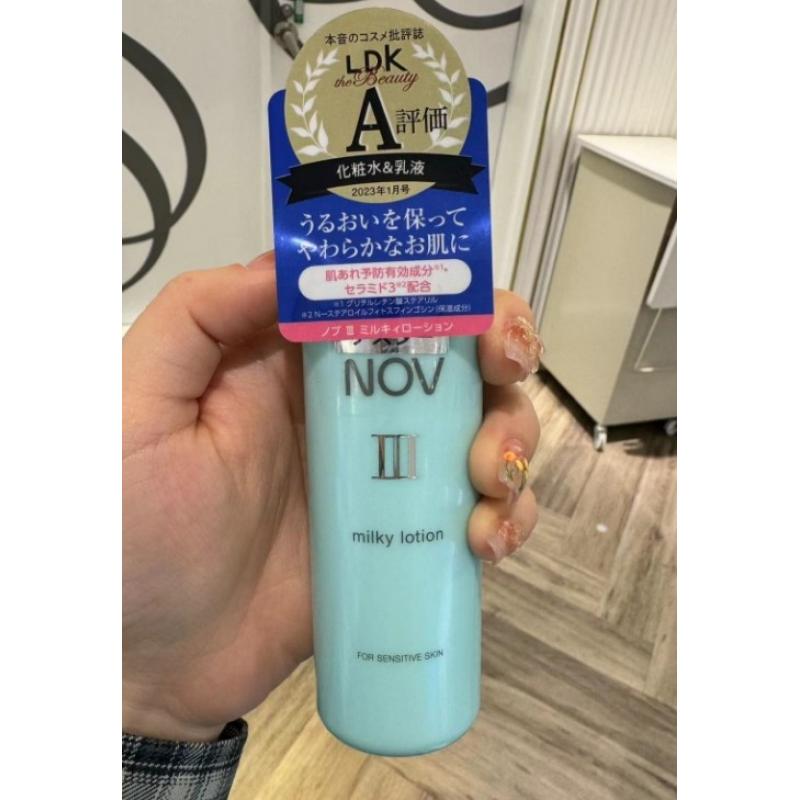 本音のコスメ批評誌
LDK
the Beauty
A評価
化粧水&乳液
2023年1月号
うるおいを保って
やわらかなお肌に
肌あれ予防有効成分※1、
セラミド3※2配合
※1 グリチルレチン酸ステアリル
※2 N-ステアロイルフィトスフィンゴシン(保湿成分)
ノブ Ⅲ ミルキィローション
NOV
III
milky lotion
FOR SENSITIVE SKIN